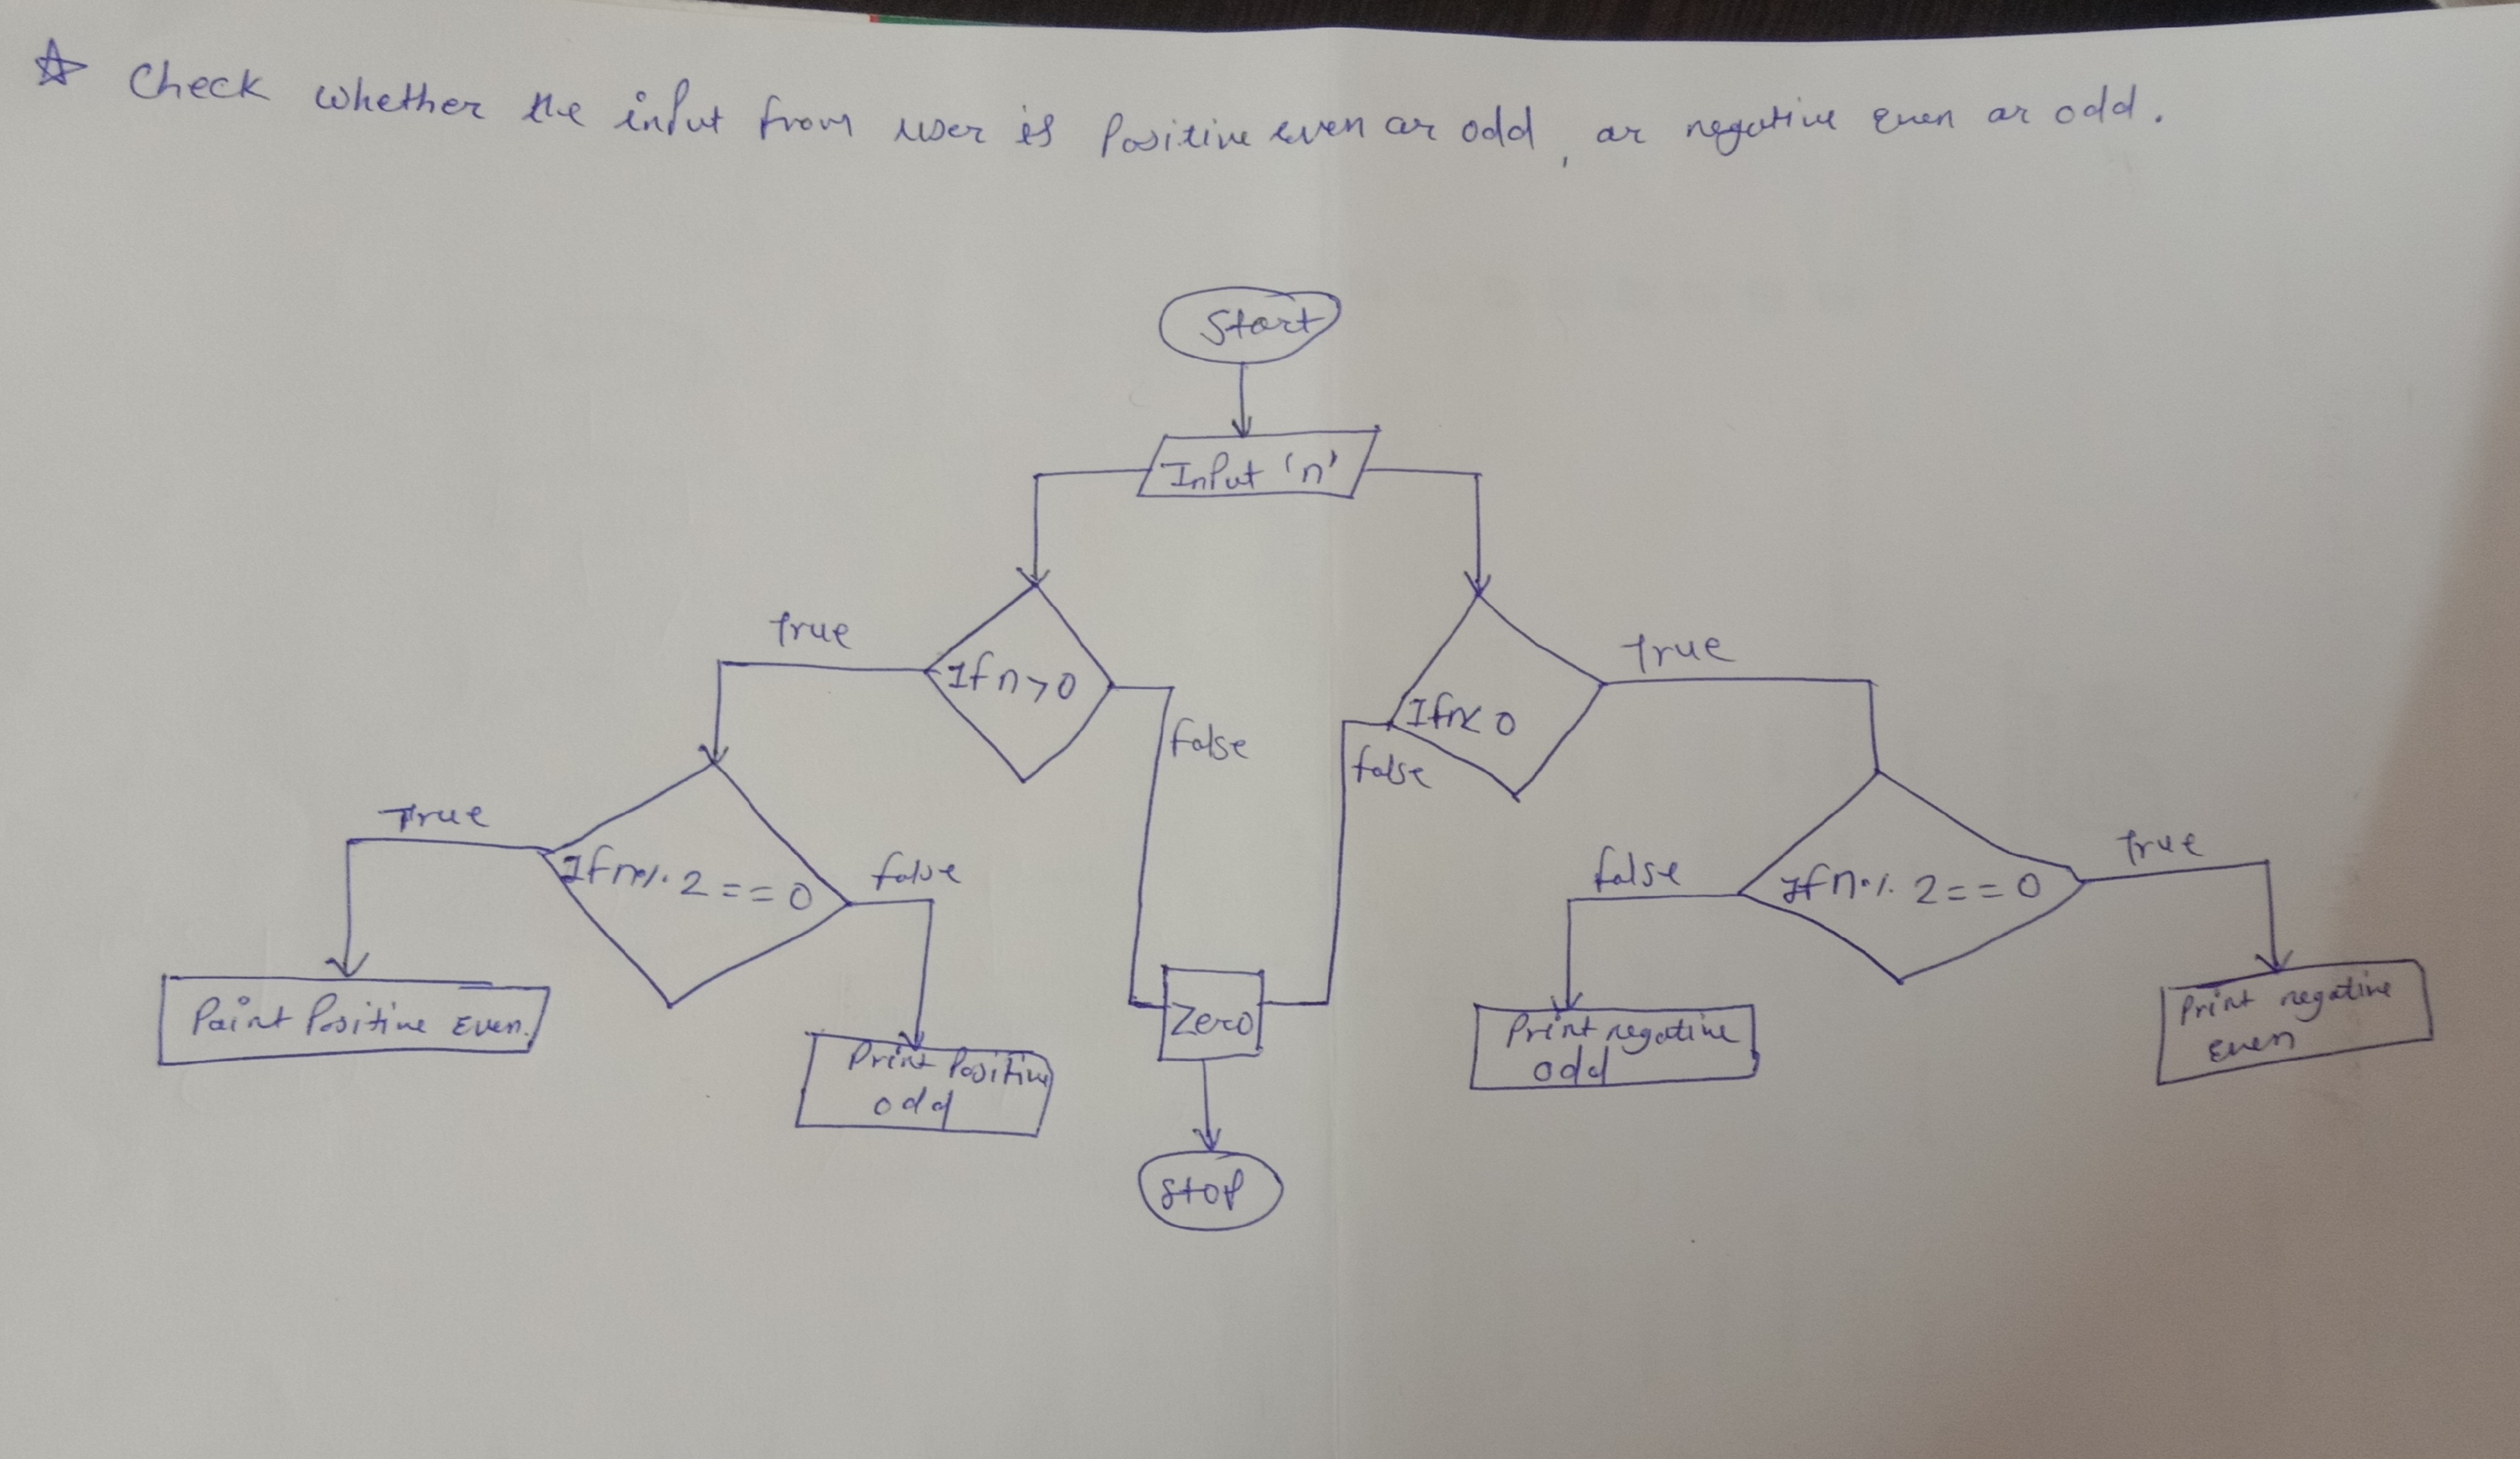 Check whether the input from user is Positive even or odd, or negative even or odd.
Start
Input 'n'
True
If n>0
false
True
If n<0
false
True
If n% 2==0
false
false
If n% 2==0
True
Print Positive Even.
Print Positive
odd
Zero
Print negative
odd
Print negative
even
Stop